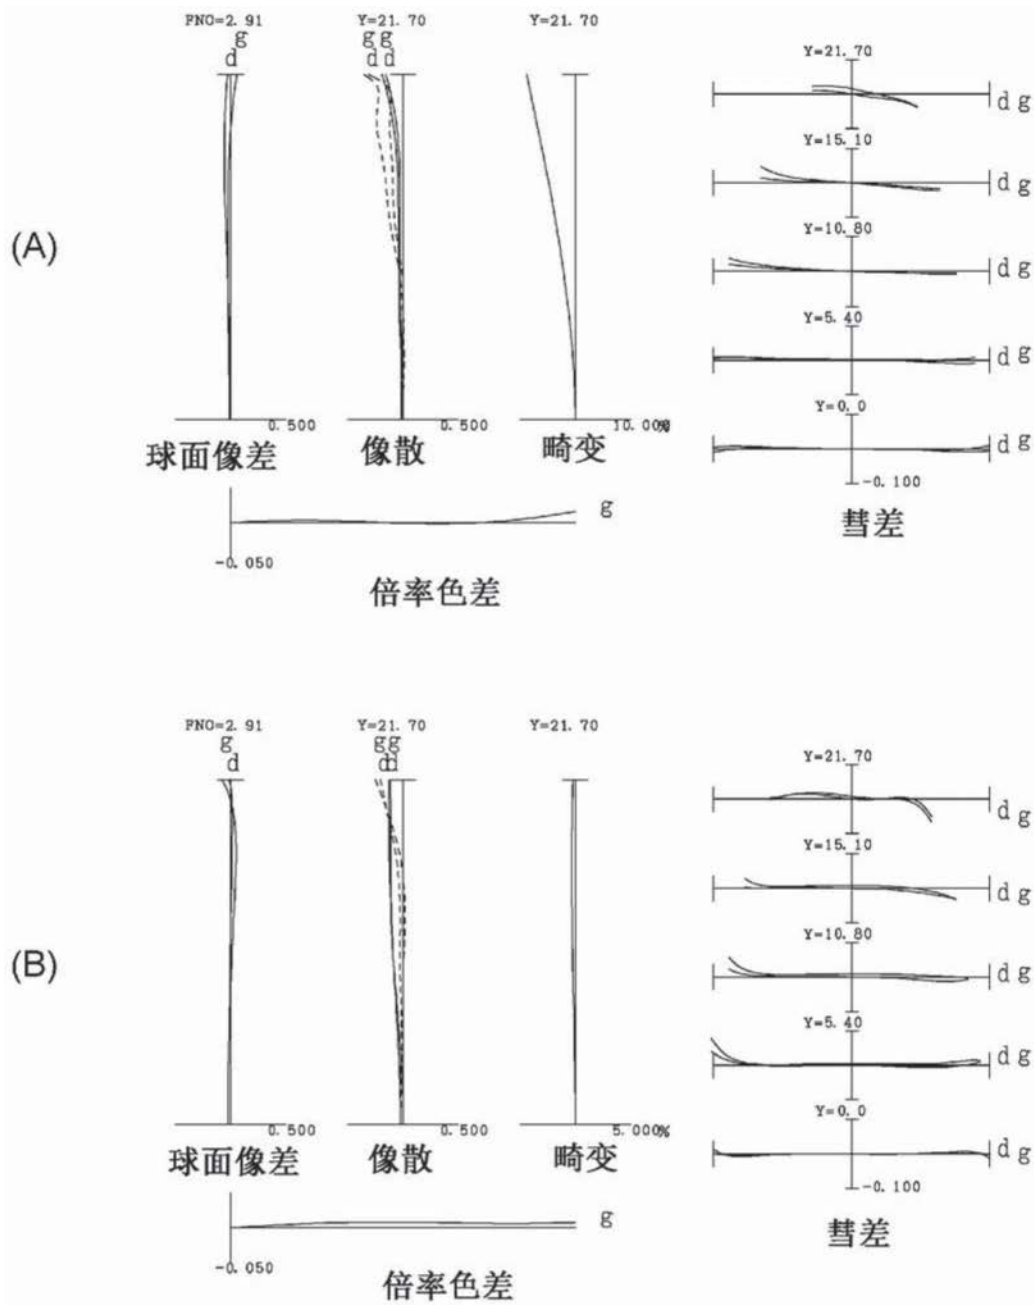 (A)
FNO=2.91
g
d
0.500
球面像差
Y=21.70
g g
d d
0.500
像散
Y=21.70
10.000%
畸变
Y=21.70
d g
Y=15.10
d g
Y=10.80
d g
Y=5.40
d g
Y=0.0
d g
-0.100
彗差
g
-0.050
倍率色差
(B)
FNO=2.91
g
d
0.500
球面像差
Y=21.70
gg
dd
0.500
像散
Y=21.70
5.000%
畸变
Y=21.70
d g
Y=15.10
d g
Y=10.80
d g
Y=5.40
d g
Y=0.0
d g
-0.100
彗差
g
-0.050
倍率色差